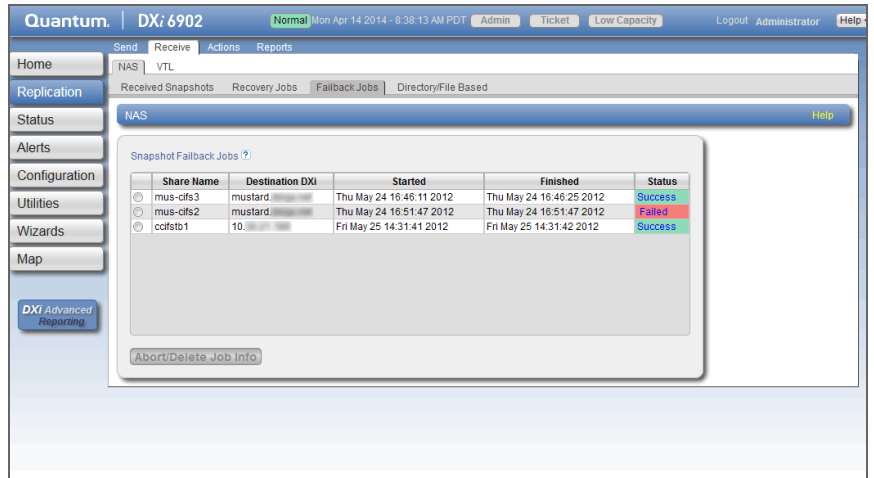 Quantum. DXi 6902 Normal Mon Apr 14 2014 - 8:38:13 AM PDT Admin Ticket Low Capacity Logout Administrator Help
Send Receive Actions Reports
Home
Replication
Status
Alerts
Configuration
Utilities
Wizards
Map
DXi Advanced
Reporting
NAS VTL
Received Snapshots Recovery Jobs Failback Jobs Directory/File Based
NAS Help
Snapshot Failback Jobs ?
Share Name Destination DXi Started Finished Status
mus-cifs3 mustard. Thu May 24 16:46:11 2012 Thu May 24 16:46:25 2012 Success
mus-cifs2 mustard. Thu May 24 16:51:47 2012 Thu May 24 16:51:47 2012 Failed
ccifstb1 10. Fri May 25 14:31:41 2012 Fri May 25 14:31:42 2012 Success
Abort/Delete Job Info